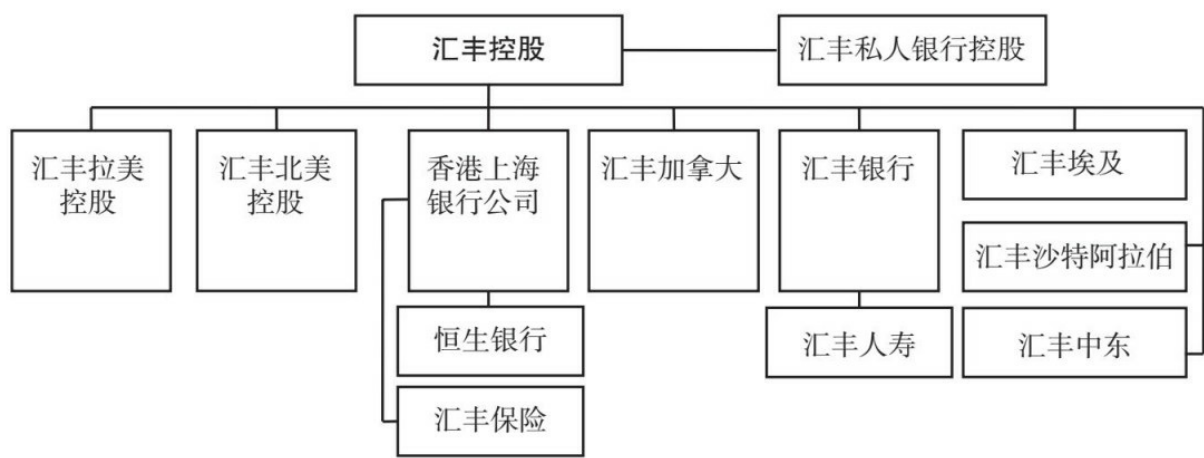 汇丰控股
汇丰私人银行控股
汇丰拉美
控股
汇丰北美
控股
香港上海
银行公司
汇丰加拿大
汇丰银行
汇丰埃及
汇丰沙特阿拉伯
恒生银行
汇丰人寿
汇丰中东
汇丰保险